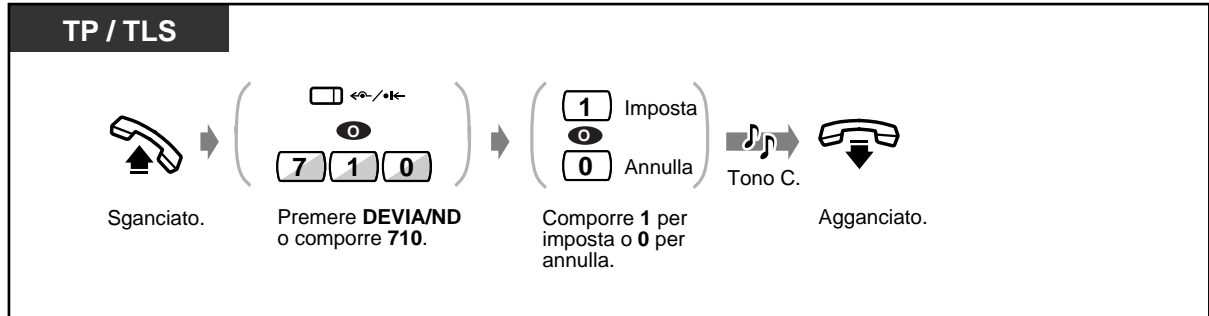 TP / TLS
o
7 1 0
1 Imposta
o
0 Annulla
Tono C.
Sganciato.
Premere DEVIA/ND
o comporre 710.
Comporre 1 per
imposta o 0 per
annulla.
Agganciato.